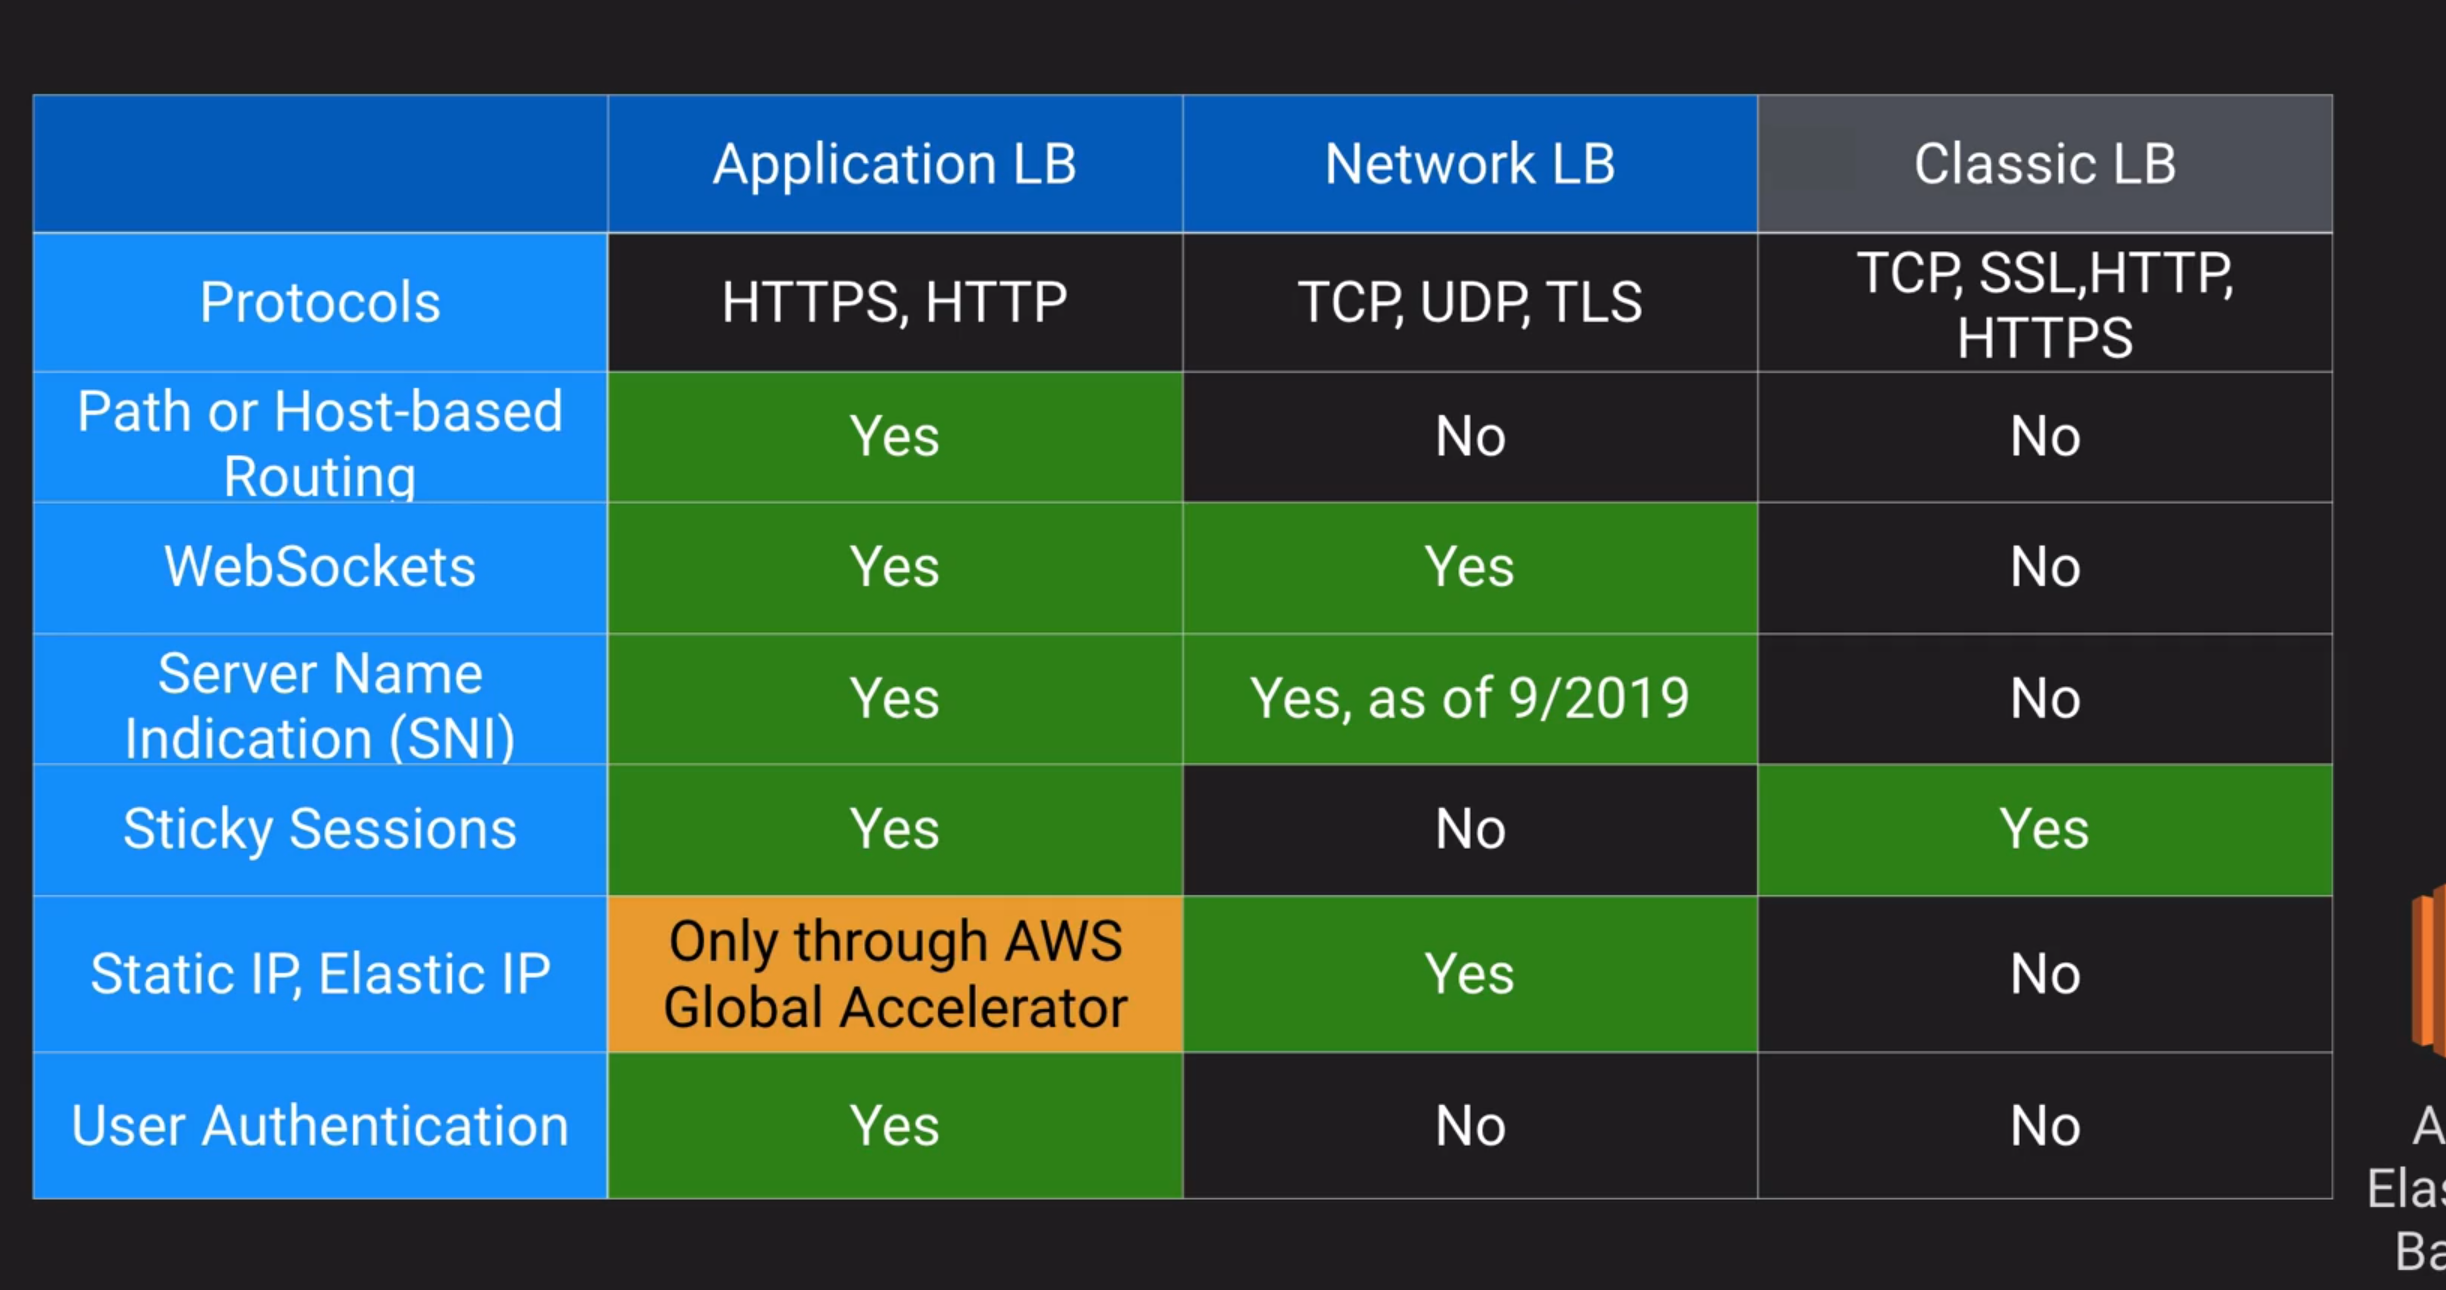 Application LB
Network LB
Classic LB
Protocols
HTTPS, HTTP
TCP, UDP, TLS
TCP, SSL,HTTP,
HTTPS
Path or Host-based
Routing
Yes
No
No
WebSockets
Yes
Yes
No
Server Name
Indication (SNI)
Yes
Yes, as of 9/2019
No
Sticky Sessions
Yes
No
Yes
Static IP, Elastic IP
Only through AWS
Global Accelerator
Yes
No
User Authentication
Yes
No
No